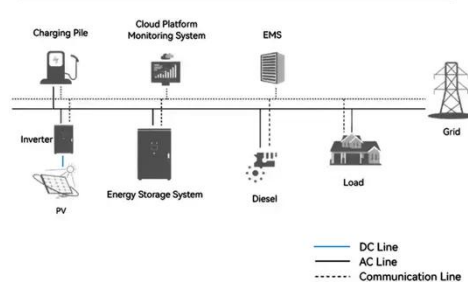 Charging Pile
Cloud Platform
Monitoring System
EMS
Inverter
Grid
PV
Energy Storage System
Diesel
Load
DC Line
AC Line
Communication Line